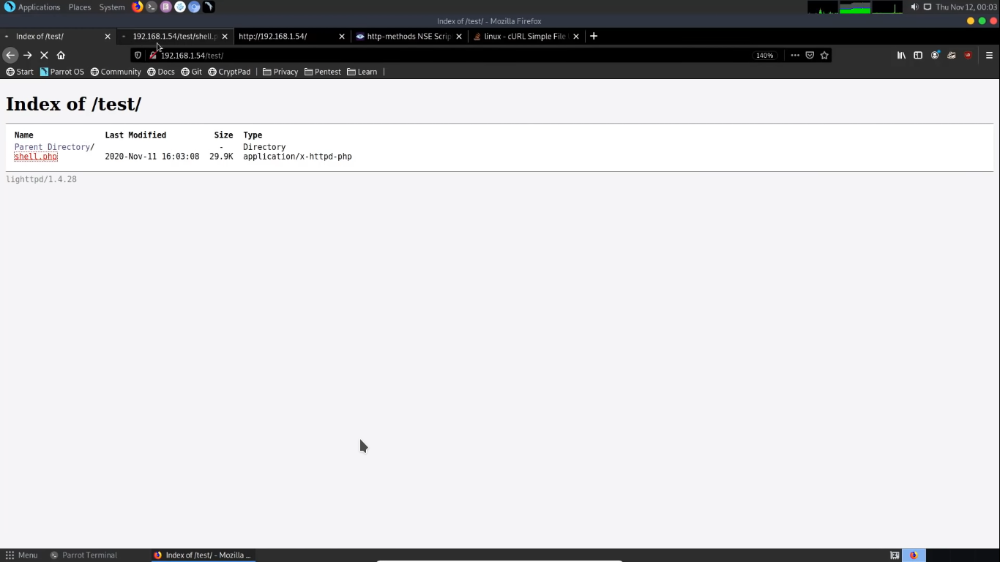 Applications Places System Thu Nov 12, 00:03
Index of /test/ - Mozilla Firefox
Index of /test/ 192.168.1.54/test/shell.p http://192.168.1.54/ http-methods NSE Scrip linux - cURL Simple File
192.168.1.54/test/ 140%
Start Parrot OS Community Docs Git CryptPad Privacy Pentest Learn
Index of /test/
Name Last Modified Size Type
Parent Directory/ - Directory
shell.php 2020-Nov-11 16:03:08 29.9K application/x-httpd-php
lighttpd/1.4.28
Menu Parrot Terminal Index of /test/ - Mozilla ...